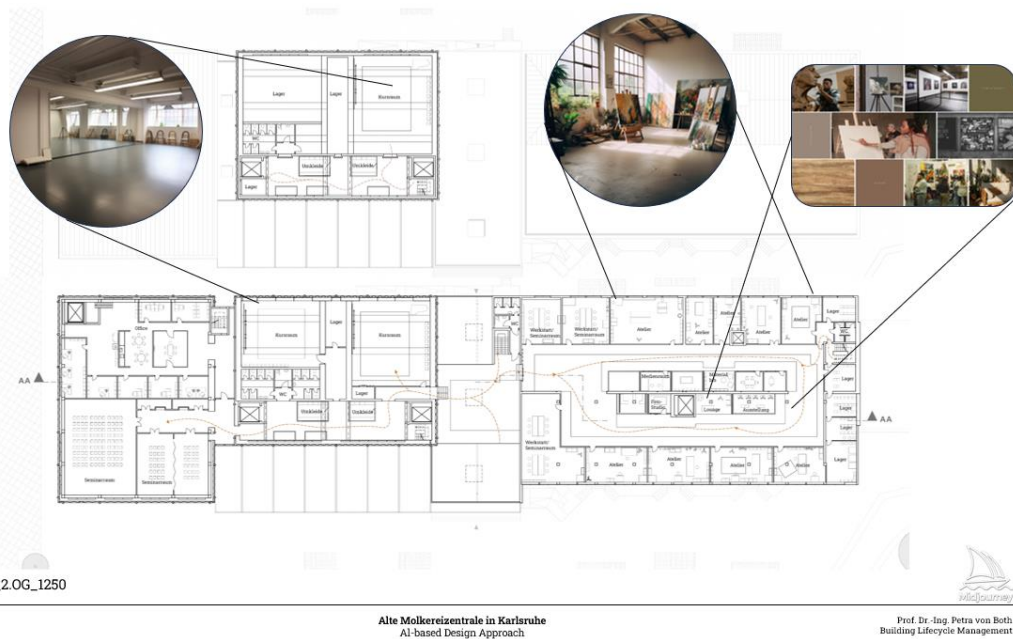 Lager
Lager
Kursraum
WC
Umkleide
Umkleide
Lager
Office
Kursraum
Lager
Kursraum
WC
Lager
Umkleide
Umkleide
Seminarraum
Seminarraum
WC
Werkstatt/
Seminarraum
Werkstatt/
Seminarraum
Atelier
Atelier
Atelier
Atelier
Atelier
Lager
WC
Lager
Lager
Lager
Lager
Lounge
Ausstellung
Werkstatt/
Seminarraum
Atelier
Atelier
Atelier
Atelier
AA
AA
2.OG_1250
Midjourney
Alte Molkereizentrale in Karlsruhe
AI-based Design Approach
Prof. Dr.-Ing. Petra von Both
Building Lifecycle Management